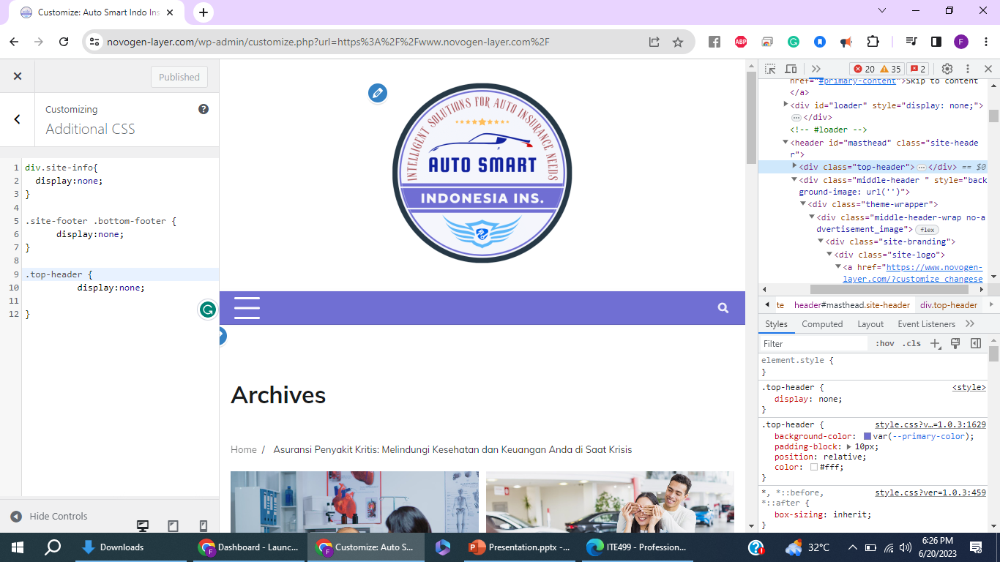 Customize: Auto Smart Indo Ins
novogen-layer.com/wp-admin/customize.php?url=https%3A%2F%2Fwww.novogen-layer.com%2F
ABP
F
Published
Customizing
Additional CSS
1 div.site-info{
2 display:none;
3 }
4
5 .site-footer .bottom-footer {
6 display:none;
7 }
8
9 .top-header {
10 display:none;
11
12 }
Hide Controls
INTELLIGENT SOLUTIONS FOR AUTO INSURANCE NEEDS
AUTO SMART
INDONESIA INS.
Archives
Home / Asuransi Penyakit Kritis: Melindungi Kesehatan dan Keuangan Anda di Saat Krisis
20 35 2
href="#primary-content">Skip to content
</a>
<div id="loader" style="display: none;">
… </div>
<!-- #loader -->
<header id="masthead" class="site-heade
r">
<div class="top-header"> … </div> == $0
<div class="middle-header " style="back
ground-image: url('')">
<div class="theme-wrapper">
<div class="middle-header-wrap no-a
dvertisement_image"> flex
<div class="site-branding">
<div class="site-logo">
<a href="https://www.novogen-
layer.com/?customize_changese
te header#masthead.site-header div.top-header
Styles Computed Layout Event Listeners
Filter :hov .cls
element.style {
}
.top-header { <style>
display: none;
}
.top-header { style.css?v…=1.0.3:1629
background-color: var(--primary-color);
padding-block: 10px;
position: relative;
color: #fff;
}
*, *::before, style.css?ver=1.0.3:459
*::after {
box-sizing: inherit;
}
Downloads
Dashboard - Launc...
Customize: Auto S...
Presentation.pptx -...
ITE499 - Profession...
32°C
6:26 PM
6/20/2023